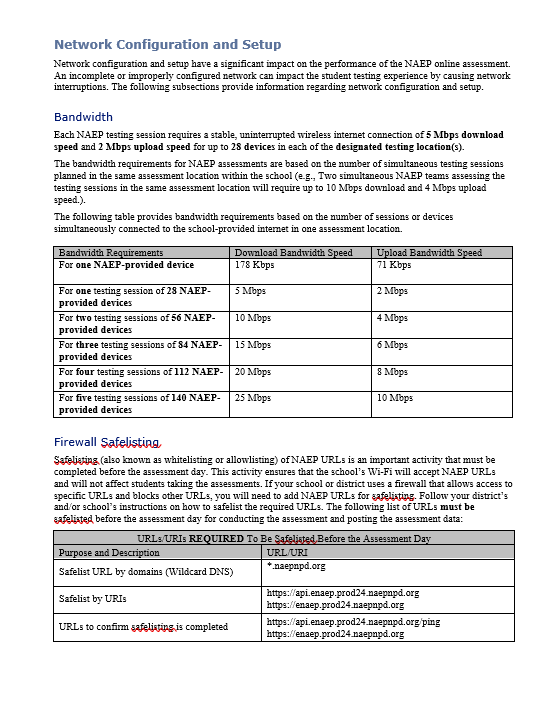 Network Configuration and Setup
Network configuration and setup have a significant impact on the performance of the NAEP online assessment.
An incomplete or improperly configured network can impact the student testing experience by causing network
interruptions. The following subsections provide information regarding network configuration and setup.
Bandwidth
Each NAEP testing session requires a stable, uninterrupted wireless internet connection of 5 Mbps download
speed and 2 Mbps upload speed for up to 28 devices in each of the designated testing location(s).
The bandwidth requirements for NAEP assessments are based on the number of simultaneous testing sessions
planned in the same assessment location within the school (e.g., Two simultaneous NAEP teams assessing the
testing sessions in the same assessment location will require up to 10 Mbps download and 4 Mbps upload
speed.).
The following table provides bandwidth requirements based on the number of sessions or devices
simultaneously connected to the school-provided internet in one assessment location.
Bandwidth Requirements Download Bandwidth Speed Upload Bandwidth Speed
For one NAEP-provided device 178 Kbps 71 Kbps
For one testing session of 28 NAEP- 5 Mbps 2 Mbps
provided devices
For two testing sessions of 56 NAEP- 10 Mbps 4 Mbps
provided devices
For three testing sessions of 84 NAEP- 15 Mbps 6 Mbps
provided devices
For four testing sessions of 112 NAEP- 20 Mbps 8 Mbps
provided devices
For five testing sessions of 140 NAEP- 25 Mbps 10 Mbps
provided devices
Firewall Safelisting
Safelisting (also known as whitelisting or allowlisting) of NAEP URLs is an important activity that must be
completed before the assessment day. This activity ensures that the school's Wi-Fi will accept NAEP URLs
and will not affect students taking the assessments. If your school or district uses a firewall that allows access to
specific URLs and blocks other URLs, you will need to add NAEP URLs for safelisting. Follow your district's
and/or school's instructions on how to safelist the required URLs. The following list of URLs must be
safelisted before the assessment day for conducting the assessment and posting the assessment data:
URLs/URIs REQUIRED To Be Safelisted Before the Assessment Day
Purpose and Description URL/URI
Safelist URL by domains (Wildcard DNS) *.naepnpd.org
Safelist by URIs https://api.enaep.prod24.naepnpd.org
https://enaep.prod24.naepnpd.org
URLs to confirm safelisting is completed https://api.enaep.prod24.naepnpd.org/ping
https://enaep.prod24.naepnpd.org